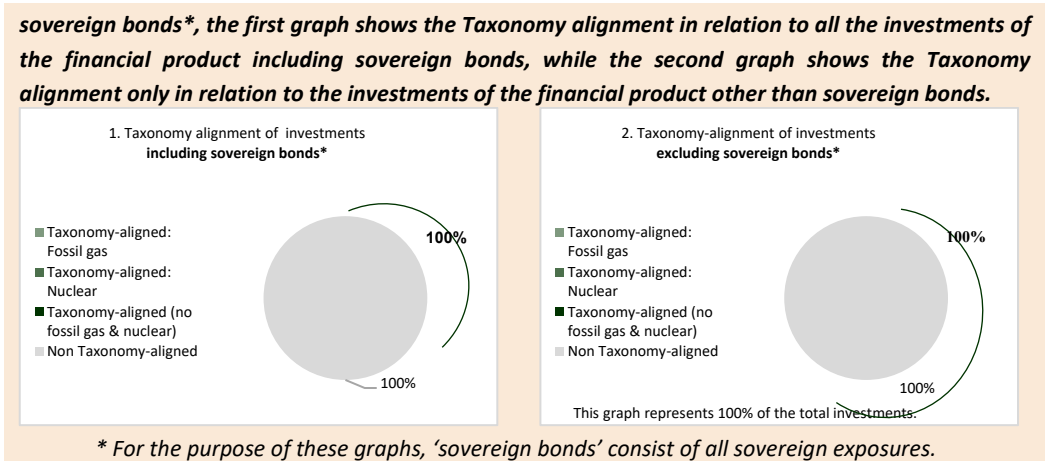 sovereign bonds*, the first graph shows the Taxonomy alignment in relation to all the investments of
the financial product including sovereign bonds, while the second graph shows the Taxonomy
alignment only in relation to the investments of the financial product other than sovereign bonds.
1. Taxonomy alignment of investments
including sovereign bonds*
Taxonomy-aligned:
Fossil gas
Taxonomy-aligned:
Nuclear
Taxonomy-aligned (no
fossil gas & nuclear)
Non Taxonomy-aligned
100%
100%
2. Taxonomy-alignment of investments
excluding sovereign bonds*
Taxonomy-aligned:
Fossil gas
Taxonomy-aligned:
Nuclear
Taxonomy-aligned (no
fossil gas & nuclear)
Non Taxonomy-aligned
100%
100%
This graph represents 100% of the total investments.
* For the purpose of these graphs, ‘sovereign bonds’ consist of all sovereign exposures.